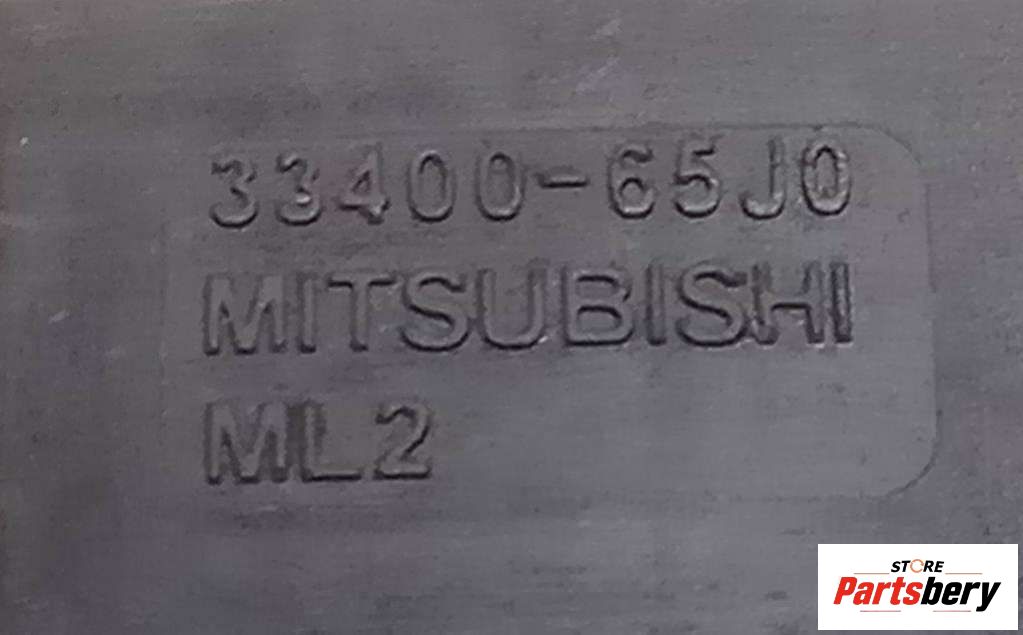 33400-65J0
MITSUBISHI
ML2
STORE
Partsbery